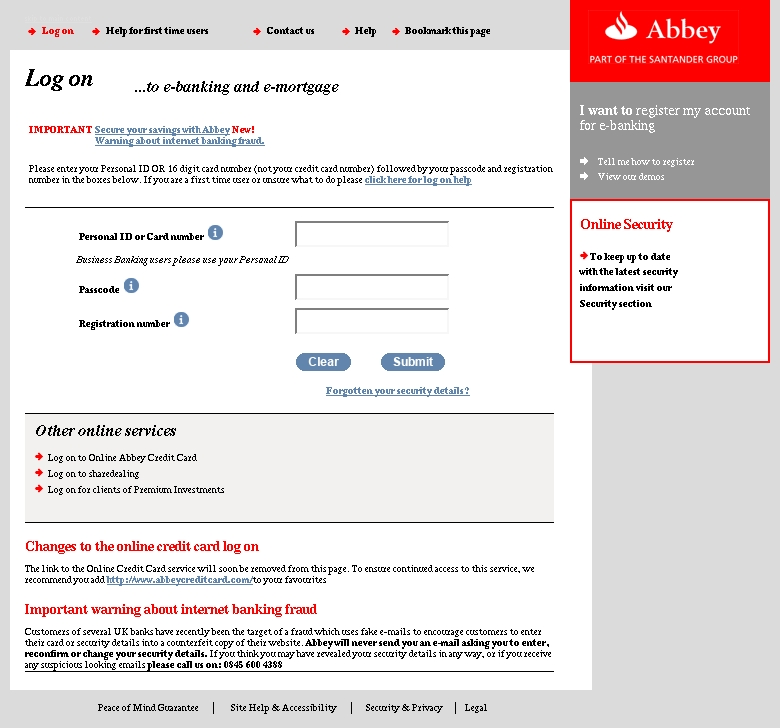 Log on
Help for first time users
Contact us
Help
Bookmark this page
Abbey
PART OF THE SANTANDER GROUP
Log on
...to e-banking and e-mortgage
IMPORTANT Secure your savings with Abbey New!
Warning about internet banking fraud.
Please enter your Personal ID OR 16 digit card number (not your credit card number) followed by your passcode and registration
number in the boxes below. If you are a first time user or unsure what to do please click here for log on help
I want to register my account
for e-banking
Tell me how to register
View our demos
Online Security
To keep up to date
with the latest security
information visit our
Security section
Personal ID or Card number
Business Banking users please use your Personal ID
Passcode
Registration number
Clear
Submit
Forgotten your security details?
Other online services
Log on to Online Abbey Credit Card
Log on to sharedealing
Log on for clients of Premium Investments
Changes to the online credit card log on
The link to the Online Credit Card service will soon be removed from this page. To ensure continued access to this service, we
recommend you add http://www.abbeycreditcard.com/to your favourites
Important warning about internet banking fraud
Customers of several UK banks have recently been the target of a fraud which uses fake e-mails to encourage customers to enter
their card or security details into a counterfeit copy of their website. Abbey will never send you an e-mail asking you to enter,
reconfirm or change your security details. If you think you may have revealed your security details in any way, or if you receive
any suspicious looking emails please call us on: 0845 600 4388
Peace of Mind Guarantee
Site Help & Accessibility
Security & Privacy
Legal